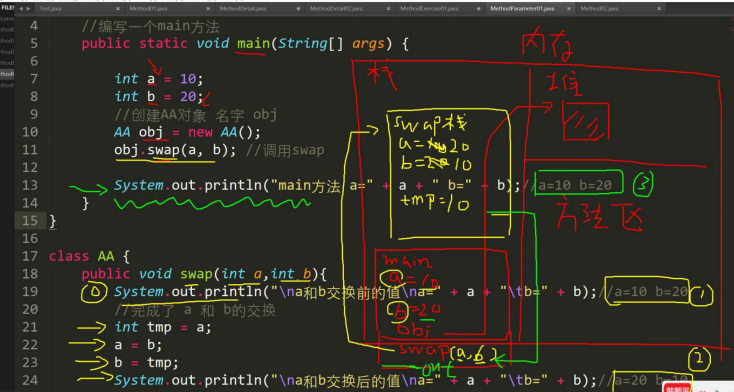 FILES
Test.java
Method01.java
MethodDetail.java
MethodDetail02.java
MethodExercise01.java
MethodParameter01.java
Method02.java
4 //编写一个main方法
5 public static void main(String[] args) {
6
7 int a = 10;
8 int b = 20;
9 //创建AA对象 名字 obj
10 AA obj = new AA();
11 obj.swap(a, b); //调用swap
12
13 System.out.println("main方法 a=" + a + " b=" + b);//a=10 b=20 ③
14 }
15 }
16
17 class AA {
18 public void swap(int a,int b){
19 System.out.println("\na和b交换前的值\na=" + a + "\tb=" + b);//a=10 b=20 ①
20 //完成了 a 和 b的交换
21 int tmp = a;
22 a = b;
23 b = tmp;
24 System.out.println("\na和b交换后的值\na=" + a + "\tb=" + b);//a=20 b=10 ②
内存
栈
堆
swap栈
a=10 20
b=20 10
tmp=10
方法区
main
a=10
b=20
obj
swap(a,b)
out